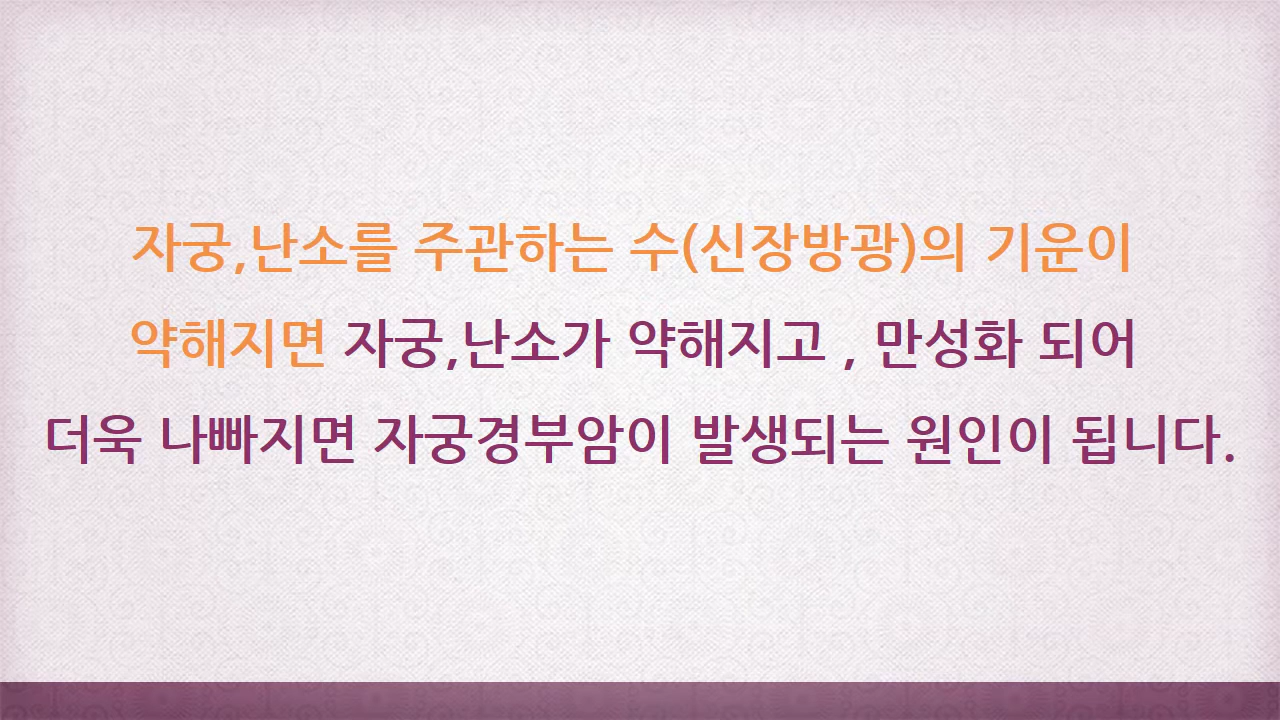 자궁,난소를 주관하는 수(신장방광)의 기운이
약해지면 자궁,난소가 약해지고 , 만성화 되어
더욱 나빠지면 자궁경부암이 발생되는 원인이 됩니다.